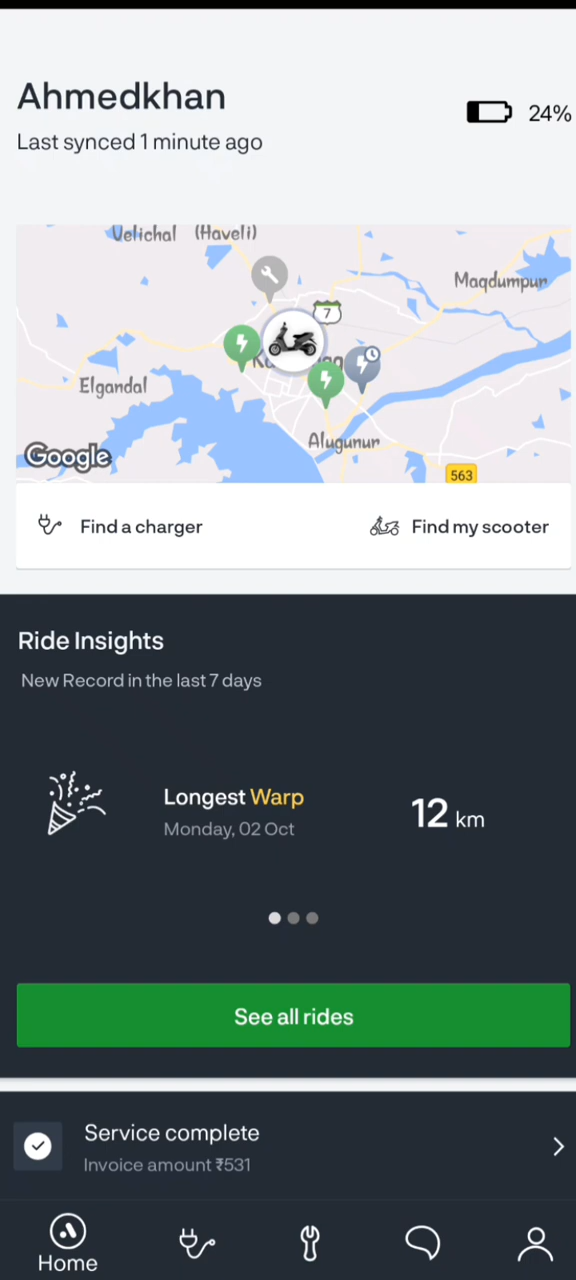 Ahmedkhan
24%
Last synced 1 minute ago
Velichal (Haveli)
Maqdumpur
7
Elgandal
Alugunur
Google
563
Find a charger
Find my scooter
Ride Insights
New Record in the last 7 days
Longest Warp
12 km
Monday, 02 Oct
See all rides
Service complete
Invoice amount ₹531
Home